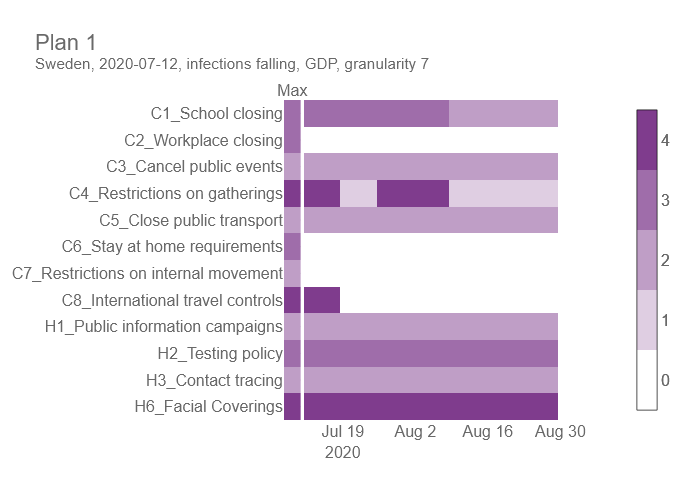 Plan 1
Sweden, 2020-07-12, infections falling, GDP, granularity 7
Max
C1_School closing
C2_Workplace closing
C3_Cancel public events
C4_Restrictions on gatherings
C5_Close public transport
C6_Stay at home requirements
C7_Restrictions on internal movement
C8_International travel controls
H1_Public information campaigns
H2_Testing policy
H3_Contact tracing
H6_Facial Coverings
Jul 19 Aug 2 Aug 16 Aug 30
2020
4
3
2
1
0